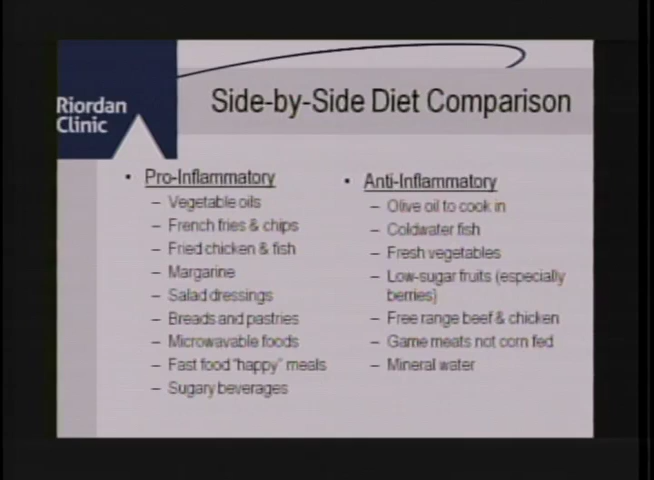 Riordan
Clinic
Side-by-Side Diet Comparison
• Pro-Inflammatory
– Vegetable oils
– French fries & chips
– Fried chicken & fish
– Margarine
– Salad dressings
– Breads and pastries
– Microwavable foods
– Fast food "happy" meals
– Sugary beverages
• Anti-Inflammatory
– Olive oil to cook in
– Coldwater fish
– Fresh vegetables
– Low-sugar fruits (especially
berries)
– Free range beef & chicken
– Game meats not corn fed
– Mineral water